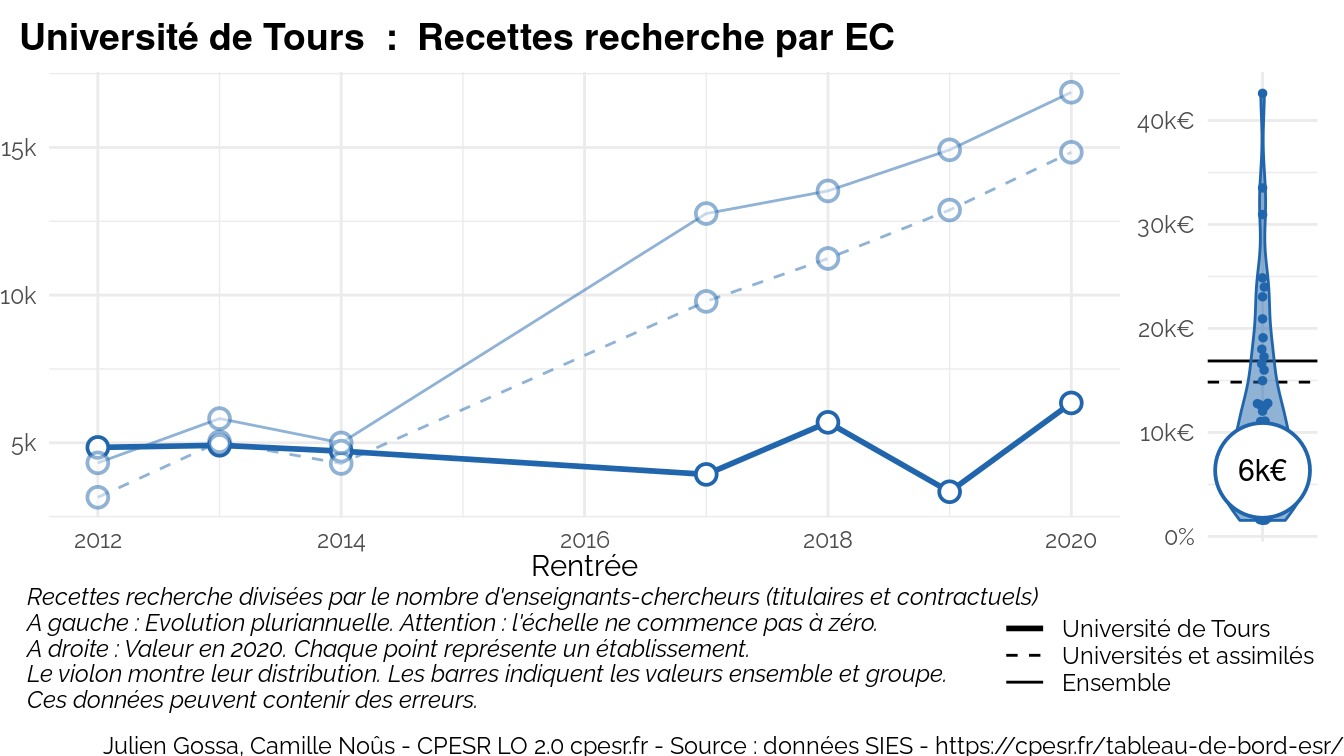 Université de Tours : Recettes recherche par EC
15k
10k
5k
2012 2014 2016 2018 2020
Rentrée
40k€
30k€
20k€
10k€
0%
6k€
Recettes recherche divisées par le nombre d'enseignants-chercheurs (titulaires et contractuels)
A gauche : Evolution pluriannuelle. Attention : l'échelle ne commence pas à zéro.
A droite : Valeur en 2020. Chaque point représente un établissement.
Le violon montre leur distribution. Les barres indiquent les valeurs ensemble et groupe.
Ces données peuvent contenir des erreurs.
Université de Tours
Universités et assimilés
Ensemble
Julien Gossa, Camille Noûs - CPESR LO 2.0 cpesr.fr - Source : données SIES - https://cpesr.fr/tableau-de-bord-esr/